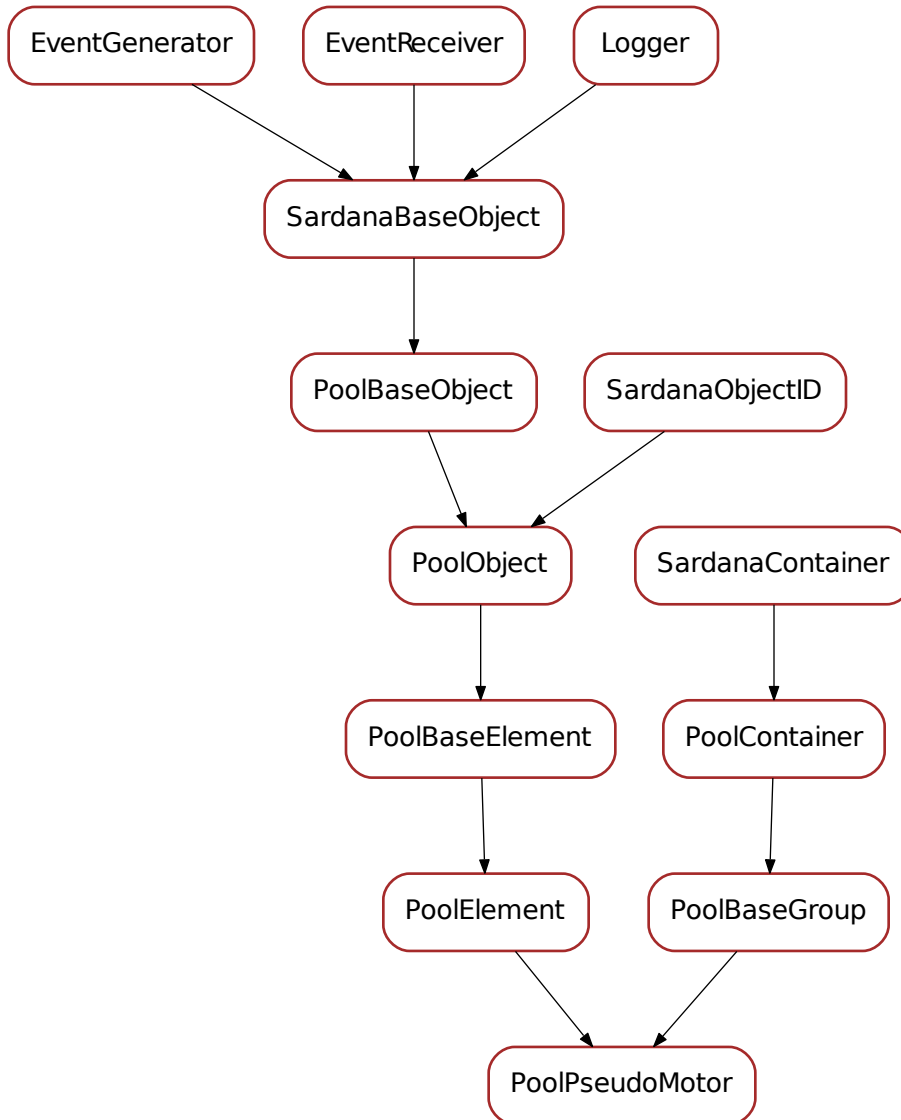 EventGenerator
EventReceiver
Logger
SardanaBaseObject
PoolBaseObject
SardanaObjectID
PoolObject
SardanaContainer
PoolBaseElement
PoolContainer
PoolElement
PoolBaseGroup
PoolPseudoMotor